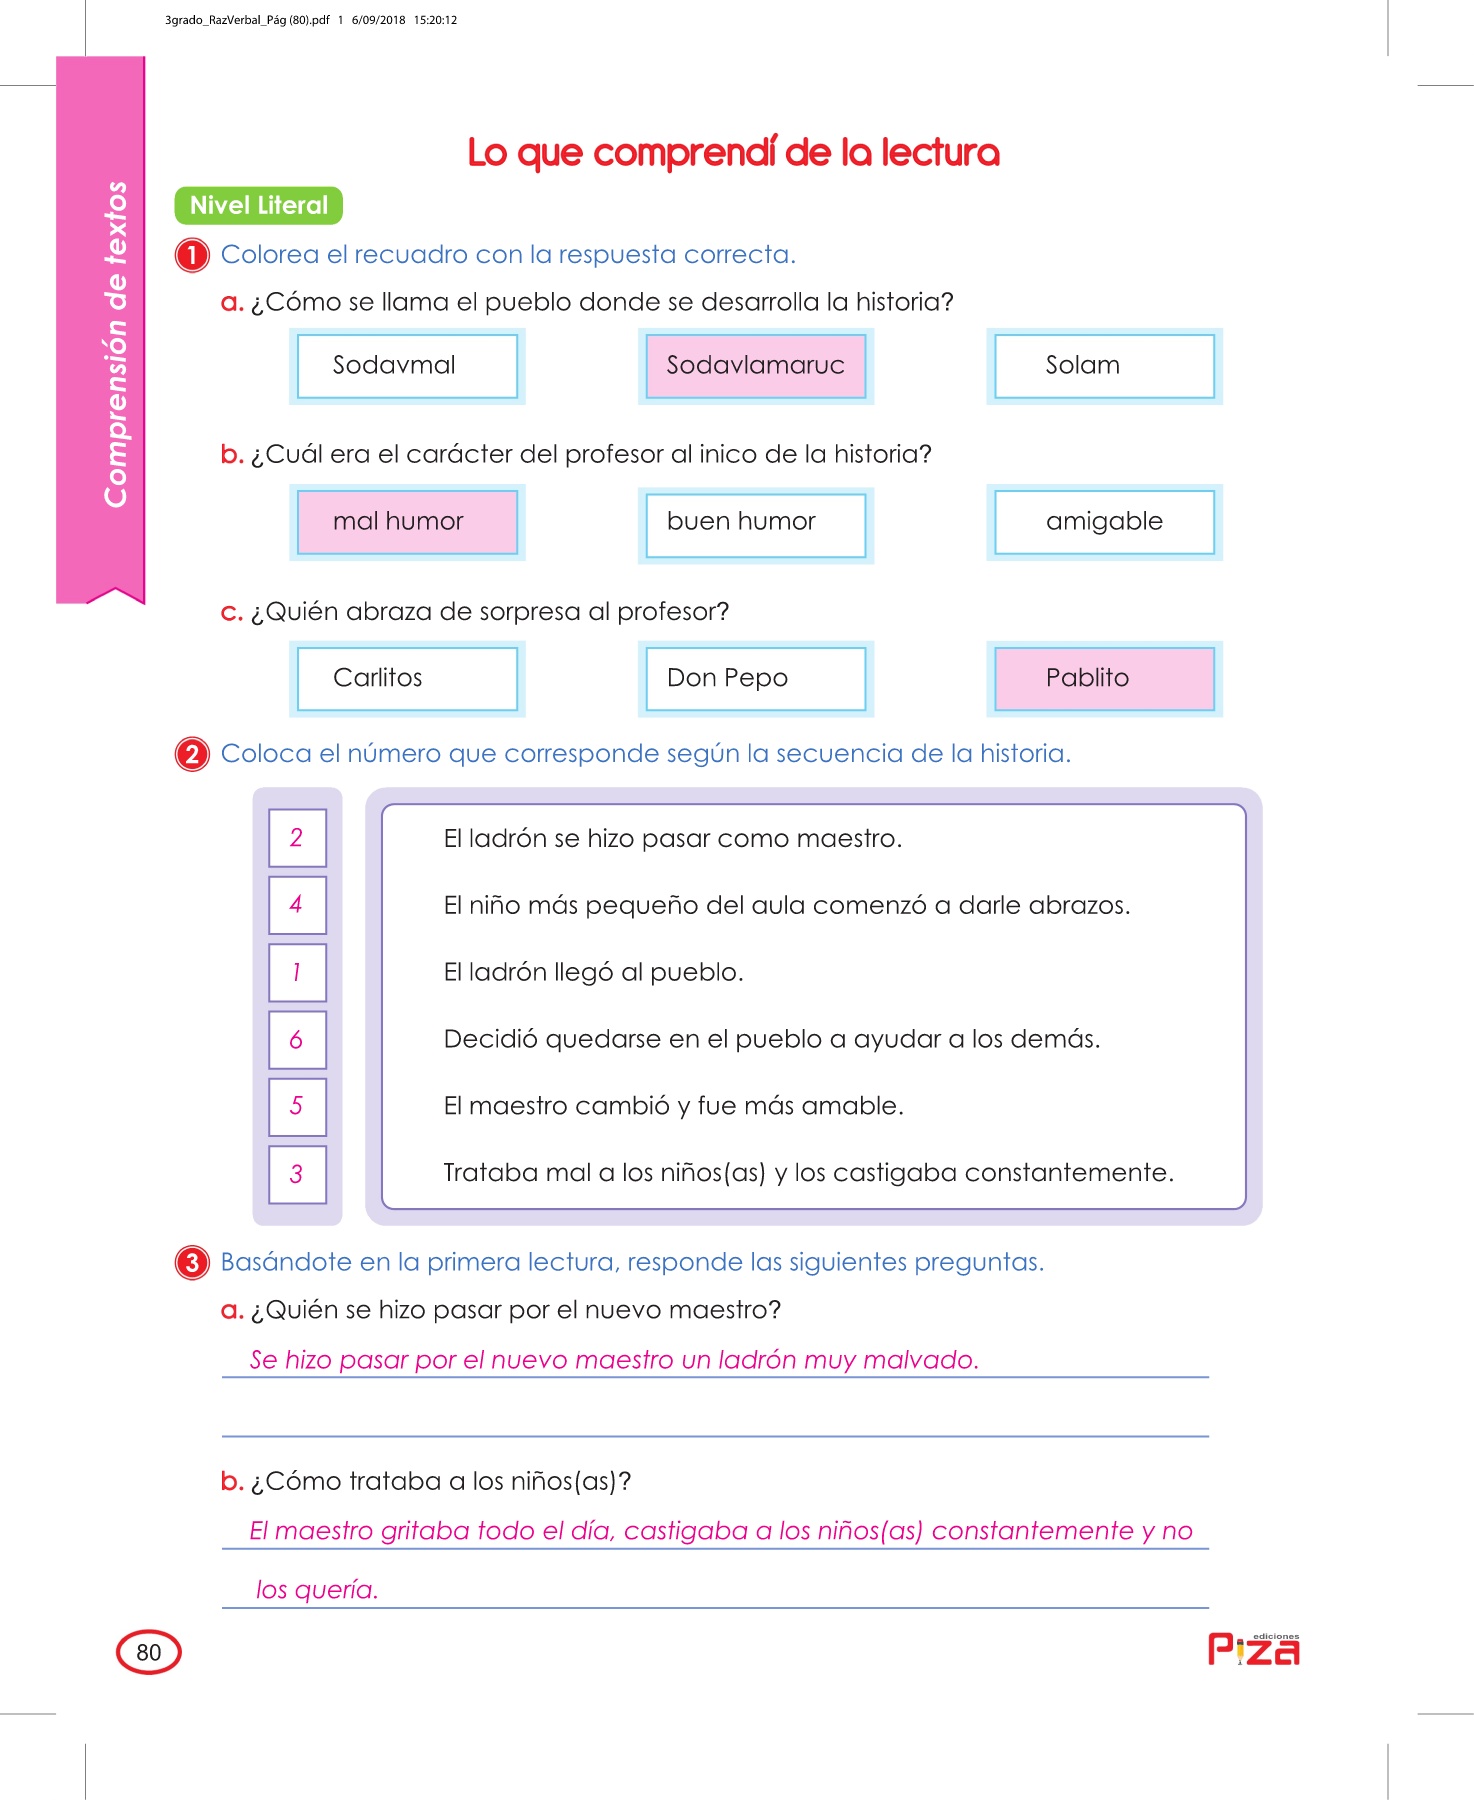 3grado_RazVerbal_Pág (80).pdf 1 6/09/2018 15:20:12
Comprensión de textos
Lo que comprendí de la lectura
Nivel Literal
1 Colorea el recuadro con la respuesta correcta.
a. ¿Cómo se llama el pueblo donde se desarrolla la historia?
Sodavmal Sodavlamaruc Solam
b. ¿Cuál era el carácter del profesor al inico de la historia?
mal humor buen humor amigable
c. ¿Quién abraza de sorpresa al profesor?
Carlitos Don Pepo Pablito
2 Coloca el número que corresponde según la secuencia de la historia.
2 El ladrón se hizo pasar como maestro.
4 El niño más pequeño del aula comenzó a darle abrazos.
1 El ladrón llegó al pueblo.
6 Decidió quedarse en el pueblo a ayudar a los demás.
5 El maestro cambió y fue más amable.
3 Trataba mal a los niños(as) y los castigaba constantemente.
3 Basándote en la primera lectura, responde las siguientes preguntas.
a. ¿Quién se hizo pasar por el nuevo maestro?
Se hizo pasar por el nuevo maestro un ladrón muy malvado.
b. ¿Cómo trataba a los niños(as)?
El maestro gritaba todo el día, castigaba a los niños(as) constantemente y no
los quería.
80
ediciones
Piza